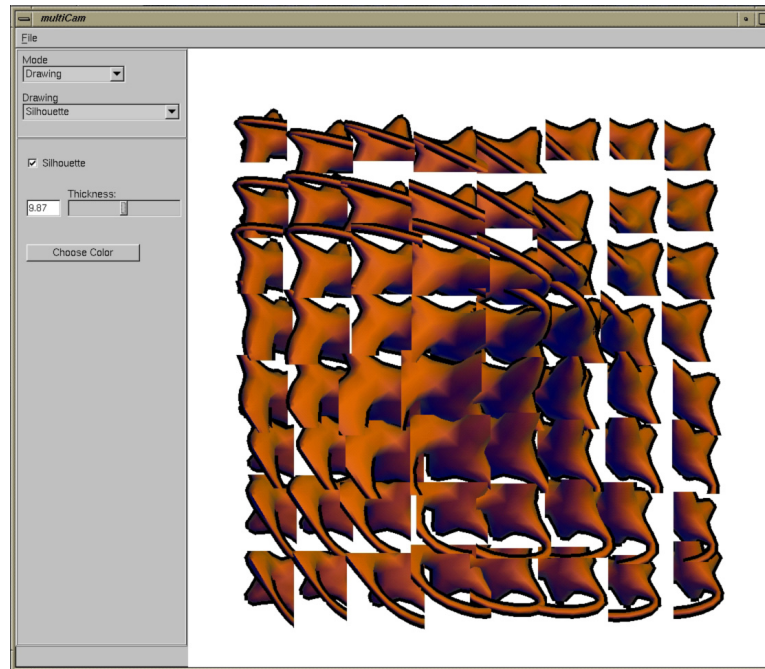 multiCam
File
Mode
Drawing
Drawing
Silhouette
Silhouette
Thickness:
9.87
Choose Color